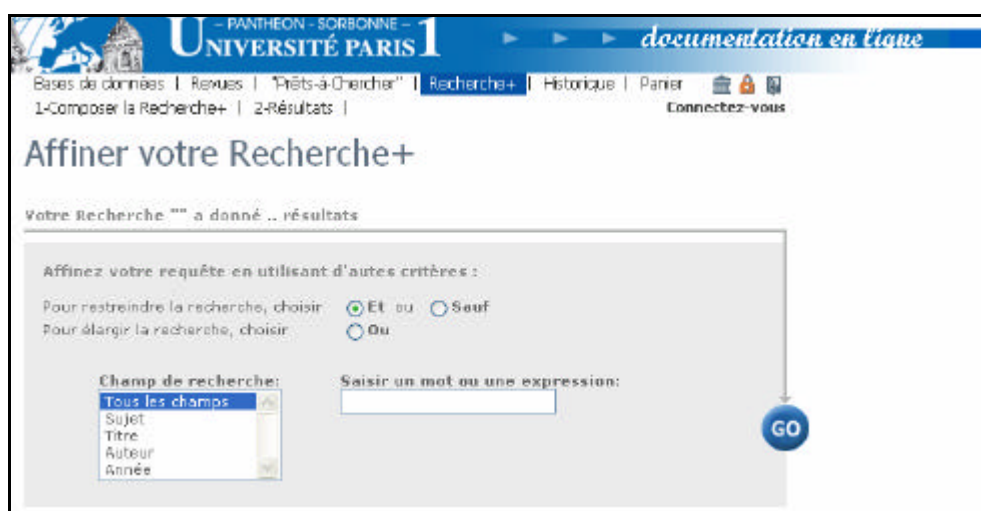 – PANTHÉON - SORBONNE –
UNIVERSITÉ PARIS 1
documentation en ligne
Bases de données | Revues | "Prêts-à-Chercher" | Recherche+ | Historique | Panier
1-Composer la Recherche+ | 2-Résultats |
Connectez-vous
Affiner votre Recherche+
Votre Recherche "" a donné .. résultats
Affinez votre requête en utilisant d'autes critères :
Pour restreindre la recherche, choisir Et ou Sauf
Pour élargir la recherche, choisir Ou
Champ de recherche: Saisir un mot ou une expression:
Tous les champs
Sujet
Titre
Auteur
Année
GO